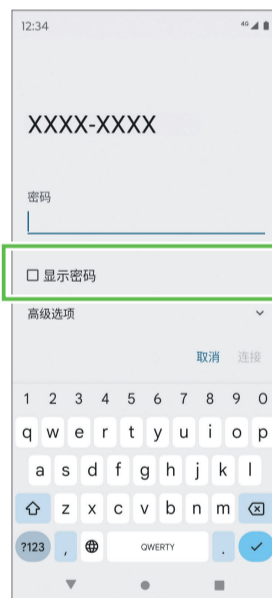 12:34
4G
XXXX-XXXX
密码
显示密码
高级选项
取消 连接
1 2 3 4 5 6 7 8 9 0
q w e r t y u i o p
a s d f g h j k l
z x c v b n m
?123 , QWERTY .